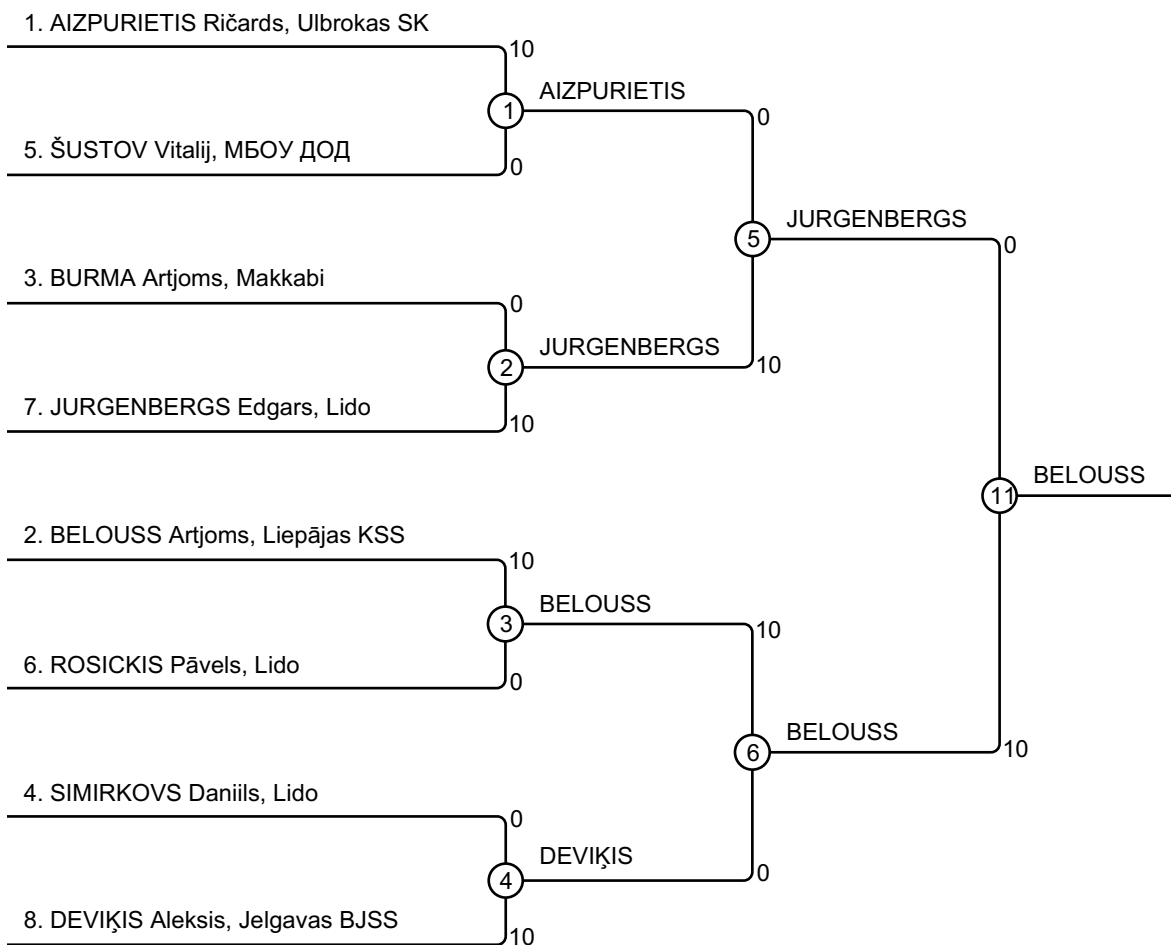 1. AIZPURIETIS Ričards, Ulbrokas SK
10
1
AIZPURIETIS
0
5. ŠUSTOV Vitalij, МБОУ ДОД
0
5
JURGENBERGS
0
3. BURMA Artjoms, Makkabi
0
2
JURGENBERGS
10
7. JURGENBERGS Edgars, Lido
10
11
BELOUSS
2. BELOUSS Artjoms, Liepājas KSS
10
3
BELOUSS
10
6. ROSICKIS Pāvels, Lido
0
6
BELOUSS
10
4. SIMIRKOVS Daniils, Lido
0
4
DEVIĶIS
0
8. DEVIĶIS Aleksis, Jelgavas BJSS
10